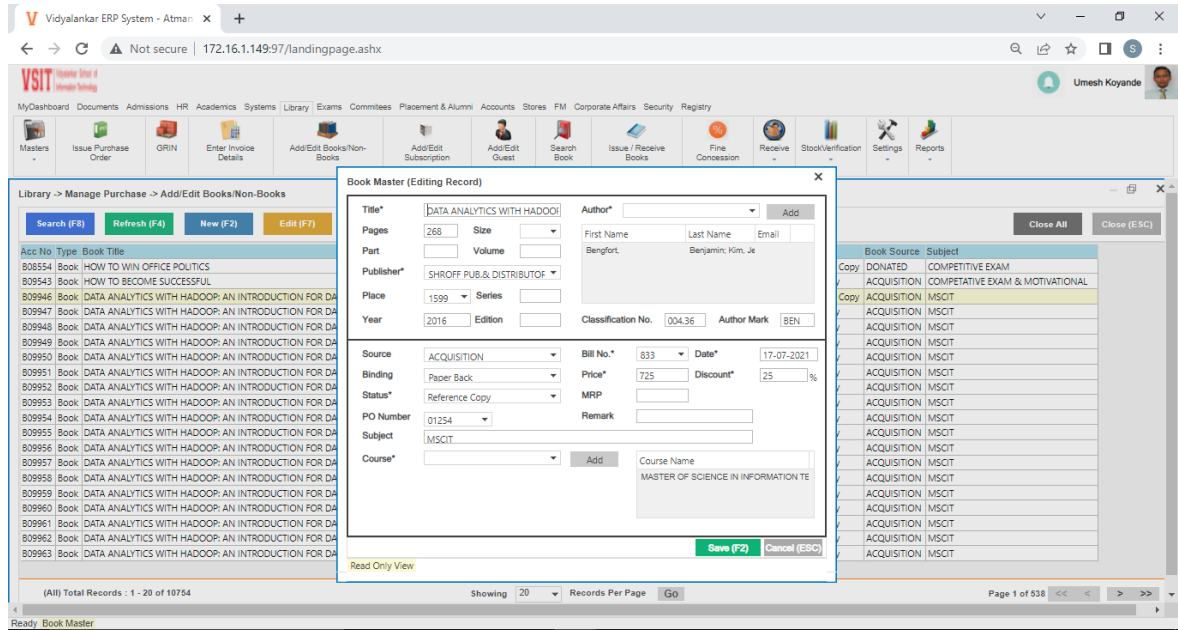 Vidyalankar ERP System - Atman
Not secure | 172.16.1.149:97/landingpage.ashx
S
VSIT Vidyalankar School of
Information Technology
Umesh Koyande
MyDashboard Documents Admissions HR Academics Systems Library Exams Commitees Placement & Alumni Accounts Stores FM Corporate Affairs Security Registry
Masters Issue Purchase Order GRIN Enter Invoice Details Add/Edit Books/Non-Books Add/Edit Subscription Add/Edit Guest Search Book Issue / Receive Books Fine Concession Receive StockVerification Settings Reports
Library -> Manage Purchase -> Add/Edit Books/Non-Books
Search (F8) Refresh (F4) New (F2) Edit (F7) Close All Close (ESC)
Acc No Type Book Title Book Source Subject
B08554 Book HOW TO WIN OFFICE POLITICS Copy DONATED COMPETITIVE EXAM
B09543 Book HOW TO BECOME SUCCESSFUL ACQUISITION COMPETATIVE EXAM & MOTIVATIONAL
B09946 Book DATA ANALYTICS WITH HADOOP: AN INTRODUCTION FOR DA Copy ACQUISITION MSCIT
B09947 Book DATA ANALYTICS WITH HADOOP: AN INTRODUCTION FOR DA ACQUISITION MSCIT
B09948 Book DATA ANALYTICS WITH HADOOP: AN INTRODUCTION FOR DA ACQUISITION MSCIT
B09949 Book DATA ANALYTICS WITH HADOOP: AN INTRODUCTION FOR DA ACQUISITION MSCIT
B09950 Book DATA ANALYTICS WITH HADOOP: AN INTRODUCTION FOR DA ACQUISITION MSCIT
B09951 Book DATA ANALYTICS WITH HADOOP: AN INTRODUCTION FOR DA ACQUISITION MSCIT
B09952 Book DATA ANALYTICS WITH HADOOP: AN INTRODUCTION FOR DA ACQUISITION MSCIT
B09953 Book DATA ANALYTICS WITH HADOOP: AN INTRODUCTION FOR DA ACQUISITION MSCIT
B09954 Book DATA ANALYTICS WITH HADOOP: AN INTRODUCTION FOR DA ACQUISITION MSCIT
B09955 Book DATA ANALYTICS WITH HADOOP: AN INTRODUCTION FOR DA ACQUISITION MSCIT
B09956 Book DATA ANALYTICS WITH HADOOP: AN INTRODUCTION FOR DA ACQUISITION MSCIT
B09957 Book DATA ANALYTICS WITH HADOOP: AN INTRODUCTION FOR DA ACQUISITION MSCIT
B09958 Book DATA ANALYTICS WITH HADOOP: AN INTRODUCTION FOR DA ACQUISITION MSCIT
B09959 Book DATA ANALYTICS WITH HADOOP: AN INTRODUCTION FOR DA ACQUISITION MSCIT
B09960 Book DATA ANALYTICS WITH HADOOP: AN INTRODUCTION FOR DA ACQUISITION MSCIT
B09961 Book DATA ANALYTICS WITH HADOOP: AN INTRODUCTION FOR DA ACQUISITION MSCIT
B09962 Book DATA ANALYTICS WITH HADOOP: AN INTRODUCTION FOR DA ACQUISITION MSCIT
B09963 Book DATA ANALYTICS WITH HADOOP: AN INTRODUCTION FOR DA ACQUISITION MSCIT
Book Master (Editing Record)
Title* DATA ANALYTICS WITH HADOOP Author* Add
Pages 268 Size First Name Last Name Email
Part Volume Bengfort, Benjamin; Kim, Je
Publisher* SHROFF PUB.& DISTRIBUTOR
Place 1599 Series
Year 2016 Edition Classification No. 004.36 Author Mark BEN
Source ACQUISITION Bill No.* 833 Date* 17-07-2021
Binding Paper Back Price* 725 Discount* 25 %
Status* Reference Copy MRP
PO Number 01254 Remark
Subject MSCIT
Course* Add Course Name
MASTER OF SCIENCE IN INFORMATION TE
Save (F2) Cancel (ESC)
Read Only View
(All) Total Records : 1 - 20 of 10754 Showing 20 Records Per Page Go Page 1 of 538 << < > >>
Ready Book Master